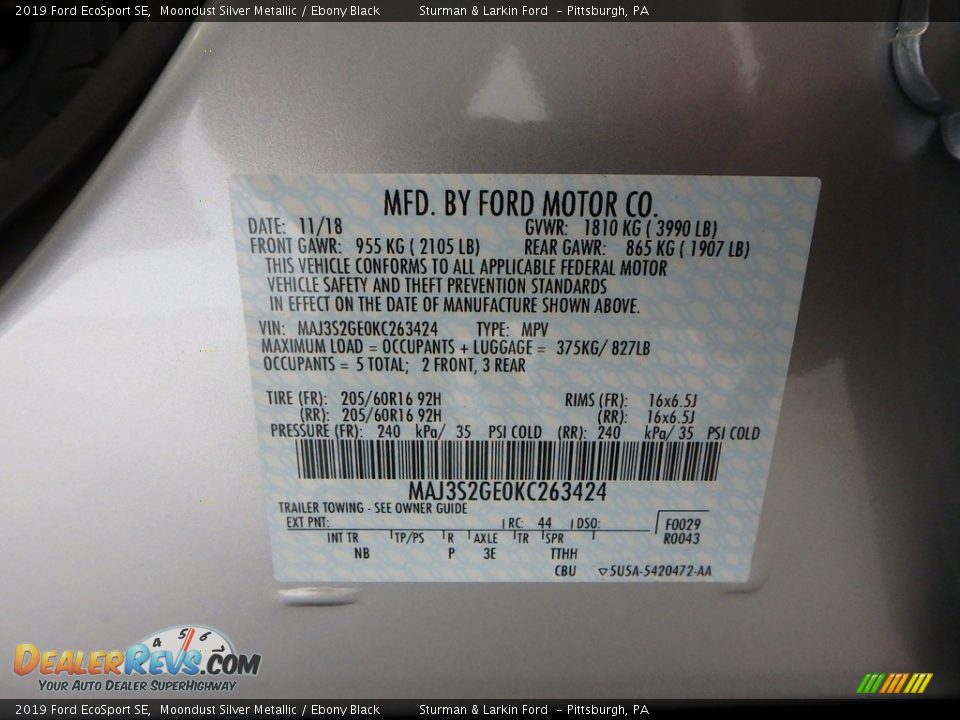 2019 Ford EcoSport SE, Moondust Silver Metallic / Ebony Black Sturman & Larkin Ford - Pittsburgh, PA
MFD. BY FORD MOTOR CO.
DATE: 11/18 GVWR: 1810 KG ( 3990 LB)
FRONT GAWR: 955 KG ( 2105 LB) REAR GAWR: 865 KG ( 1907 LB)
THIS VEHICLE CONFORMS TO ALL APPLICABLE FEDERAL MOTOR
VEHICLE SAFETY AND THEFT PREVENTION STANDARDS
IN EFFECT ON THE DATE OF MANUFACTURE SHOWN ABOVE.
VIN: MAJ3S2GE0KC263424 TYPE: MPV
MAXIMUM LOAD = OCCUPANTS + LUGGAGE = 375KG/ 827LB
OCCUPANTS = 5 TOTAL; 2 FRONT, 3 REAR
TIRE (FR): 205/60R16 92H RIMS (FR): 16x6.5J
(RR): 205/60R16 92H (RR): 16x6.5J
PRESSURE (FR): 240 kPa/ 35 PSI COLD (RR): 240 kPa/ 35 PSI COLD
MAJ3S2GE0KC263424
TRAILER TOWING - SEE OWNER GUIDE
EXT PNT: RC: 44 DSO: F0029
INT TR TP/PS R AXLE TR SPR R0043
NB P 3E TTHH
CBU ▽5U5A-5420472-AA
4 5 6
DEALERREVS.COM
YOUR AUTO DEALER SUPERHIGHWAY
2019 Ford EcoSport SE, Moondust Silver Metallic / Ebony Black Sturman & Larkin Ford - Pittsburgh, PA